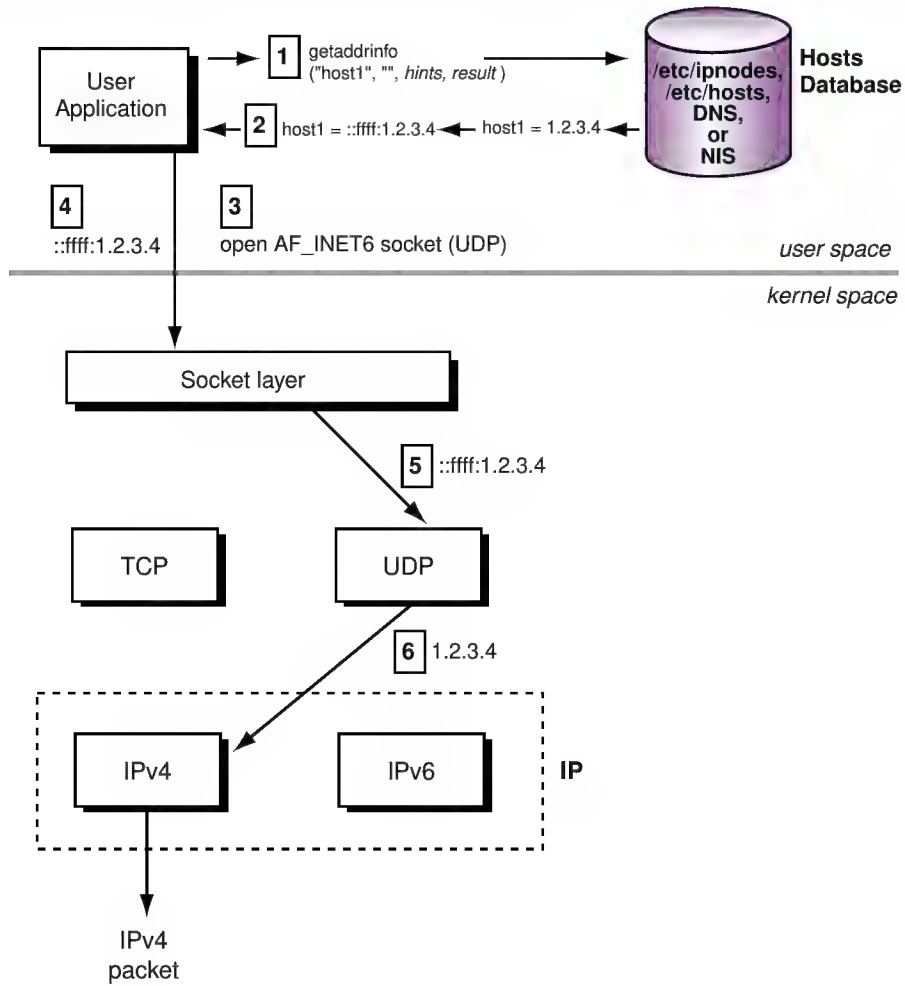 User
Application
1
getaddrinfo
("host1", "", hints, result )
2
host1 = ::ffff:1.2.3.4
host1 = 1.2.3.4
/etc/ipnodes,
/etc/hosts,
DNS,
or
NIS
Hosts
Database
4
::ffff:1.2.3.4
3
open AF_INET6 socket (UDP)
user space
kernel space
Socket layer
5
::ffff:1.2.3.4
TCP
UDP
6
1.2.3.4
IPv4
IPv6
IP
IPv4
packet